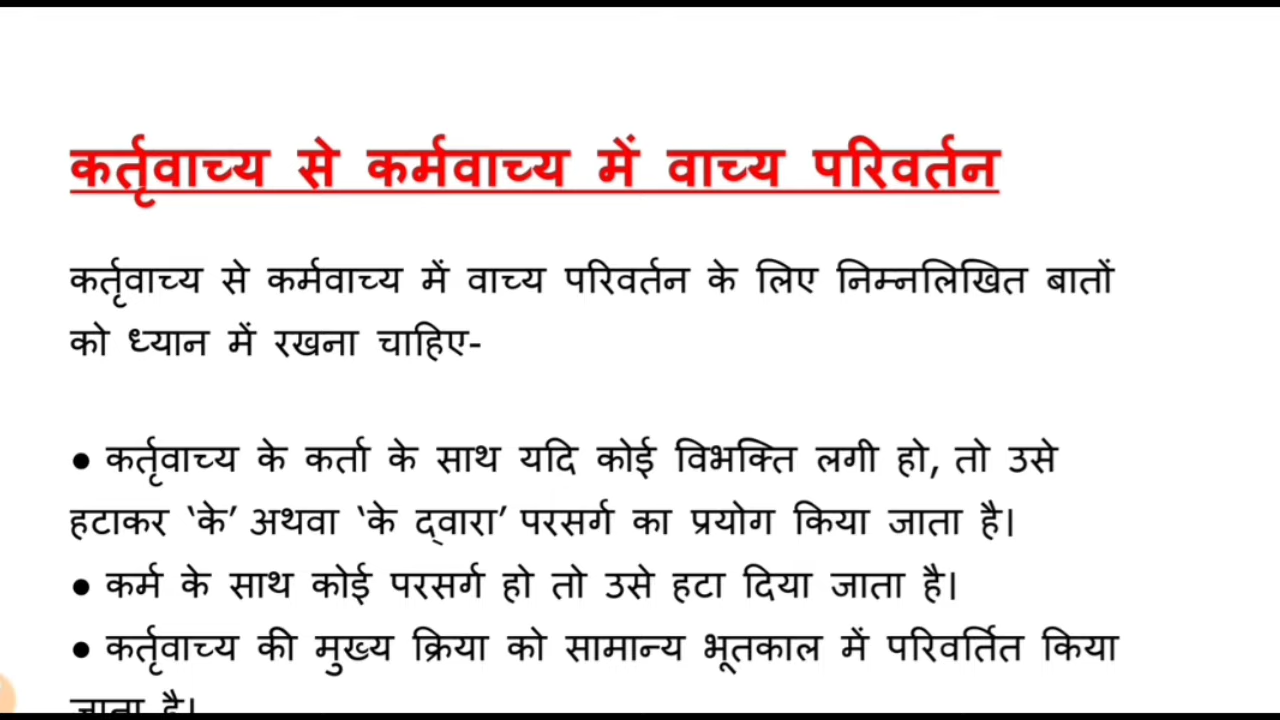 कर्तृवाच्य से कर्मवाच्य में वाच्य परिवर्तन
कर्तृवाच्य से कर्मवाच्य में वाच्य परिवर्तन के लिए निम्नलिखित बातों
को ध्यान में रखना चाहिए-
● कर्तृवाच्य के कर्ता के साथ यदि कोई विभक्ति लगी हो, तो उसे
हटाकर ‘के’ अथवा ‘के द्वारा’ परसर्ग का प्रयोग किया जाता है।
● कर्म के साथ कोई परसर्ग हो तो उसे हटा दिया जाता है।
● कर्तृवाच्य की मुख्य क्रिया को सामान्य भूतकाल में परिवर्तित किया
जाता है।